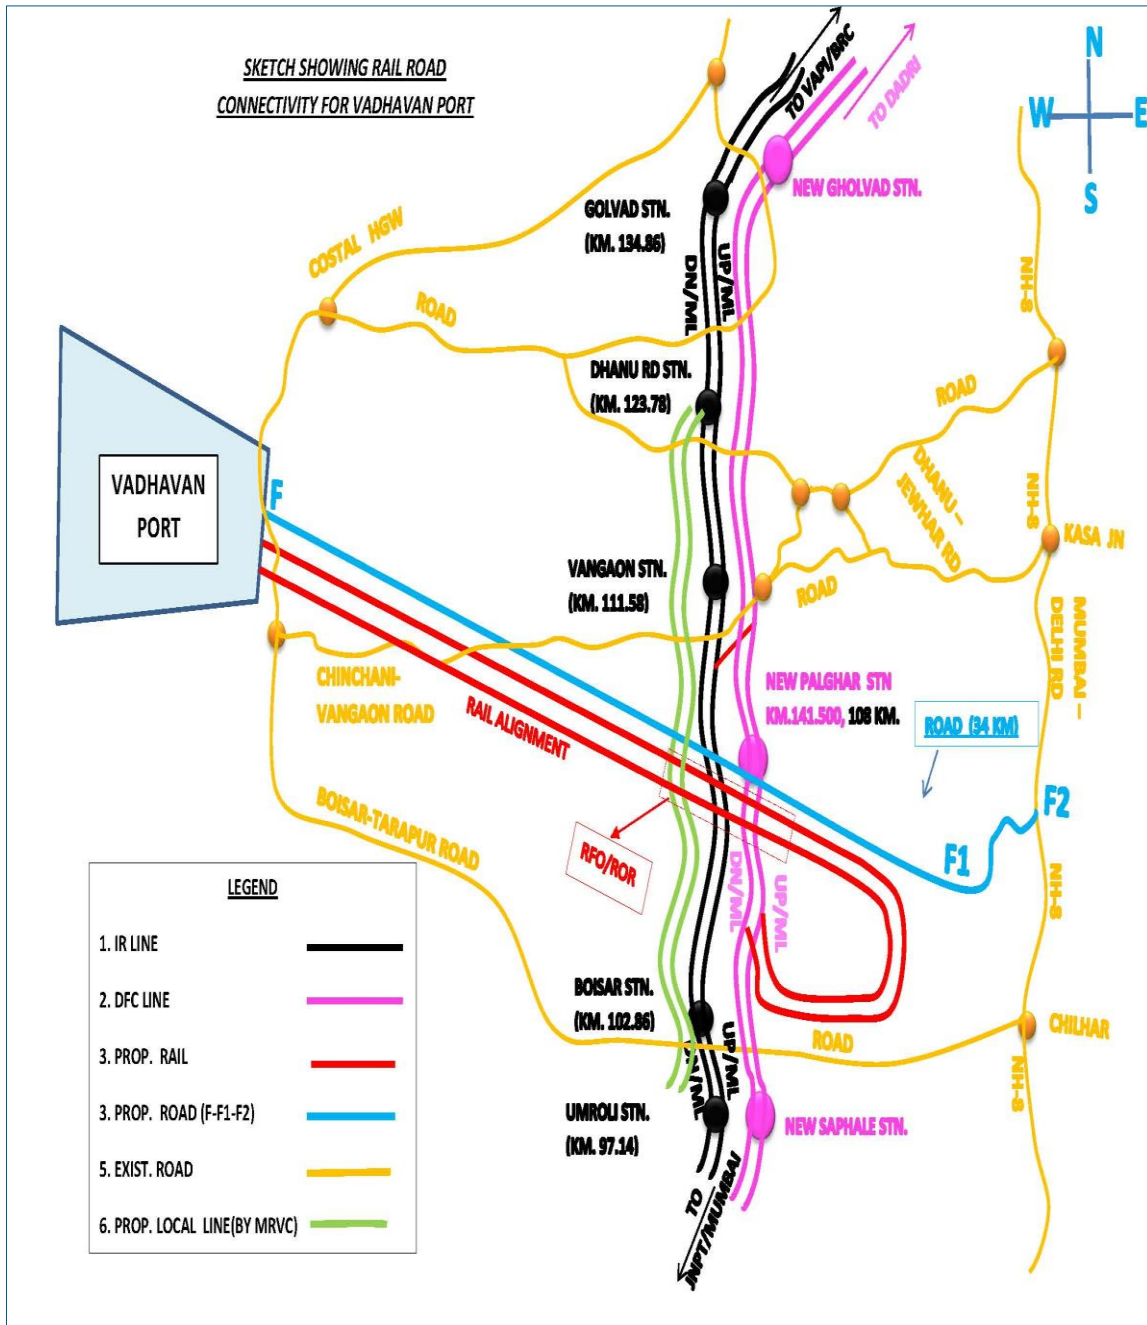 SKETCH SHOWING RAIL ROAD
CONNECTIVITY FOR VADHAVAN PORT
TO VAPI/BRC
TO DADRI
N
W
E
S
NEW GHOLVAD STN.
GOLVAD STN.
(KM. 134.86)
COSTAL HGW
DN/ML
UP/ML
NH-8
ROAD
DHANU RD STN.
(KM. 123.78)
ROAD
VADHAVAN
PORT
F
DHANU –
JEWHAR RD
NH-8
KASA JN
VANGAON STN.
(KM. 111.58)
ROAD
MUMBAI –
DELHI RD
CHINCHANI-
VANGAON ROAD
RAIL ALIGNMENT
NEW PALGHAR STN
KM.141.500, 108 KM.
ROAD (34 KM)
BOISAR-TARAPUR ROAD
RFO/ROR
F1
F2
DN/ML
UP/ML
NH-8
LEGEND
1. IR LINE
2. DFC LINE
3. PROP. RAIL
3. PROP. ROAD (F-F1-F2)
5. EXIST. ROAD
6. PROP. LOCAL LINE(BY MRVC)
BOISAR STN.
(KM. 102.86)
ROAD
CHILHAR
DN/ML
UP/ML
NH-8
UMROLI STN.
(KM. 97.14)
NEW SAPHALE STN.
TO
JNPT/MUMBAI